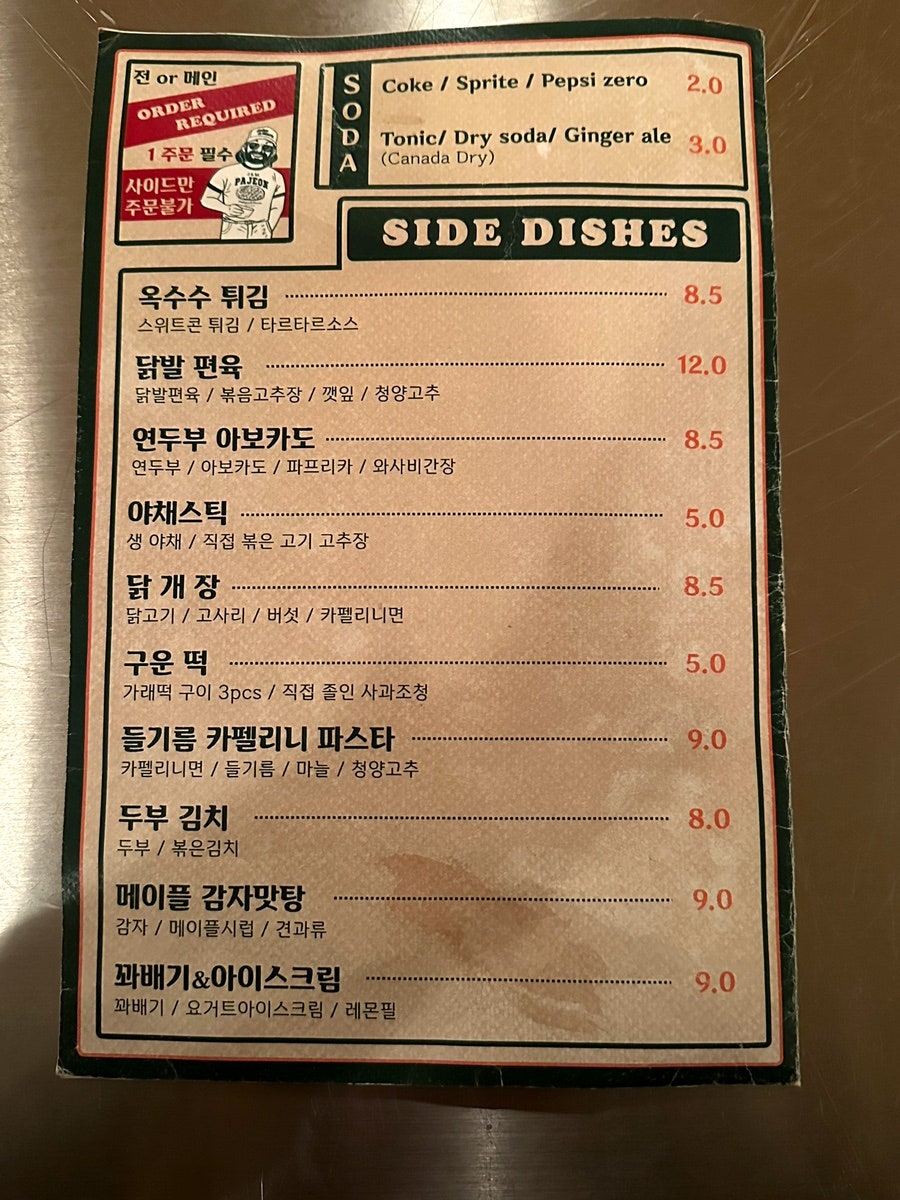 전 or 메인
ORDER
REQUIRED
1 주문 필수
사이드만
주문불가
PAJEON
SODA
Coke / Sprite / Pepsi zero 2.0
Tonic/ Dry soda/ Ginger ale 3.0
(Canada Dry)
SIDE DISHES
옥수수 튀김 8.5
스위트콘 튀김 / 타르타르소스
닭발 편육 12.0
닭발편육 / 볶음고추장 / 깻잎 / 청양고추
연두부 아보카도 8.5
연두부 / 아보카도 / 파프리카 / 와사비간장
야채스틱 5.0
생 야채 / 직접 볶은 고기 고추장
닭 개 장 8.5
닭고기 / 고사리 / 버섯 / 카펠리니면
구운 떡 5.0
가래떡 구이 3pcs / 직접 졸인 사과조청
들기름 카펠리니 파스타 9.0
카펠리니면 / 들기름 / 마늘 / 청양고추
두부 김치 8.0
두부 / 볶은김치
메이플 감자맛탕 9.0
감자 / 메이플시럽 / 견과류
꽈배기&아이스크림 9.0
꽈배기 / 요거트아이스크림 / 레몬필